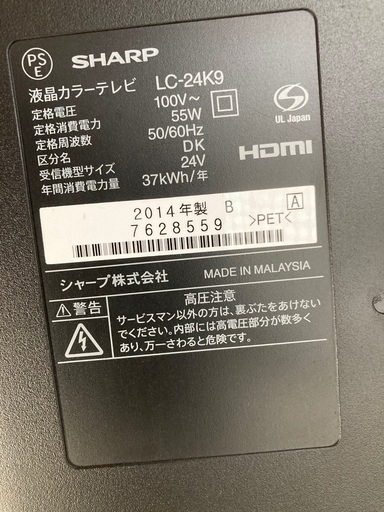 PS
E
SHARP
液晶カラーテレビ LC-24K9
定格電圧 100V～
定格消費電力 55W
定格周波数 50/60Hz
区分名 DK
受信機型サイズ 24V
年間消費電力量 37kWh/年
UL Japan
HDMI
2014年製 B
7628559
A
>PET<
シャープ株式会社 MADE IN MALAYSIA
⚠警告
高圧注意
サービスマン以外の方は、裏ぶたをあけない
でください。内部には高電圧部分が数多く
あり、万一さわると危険です。